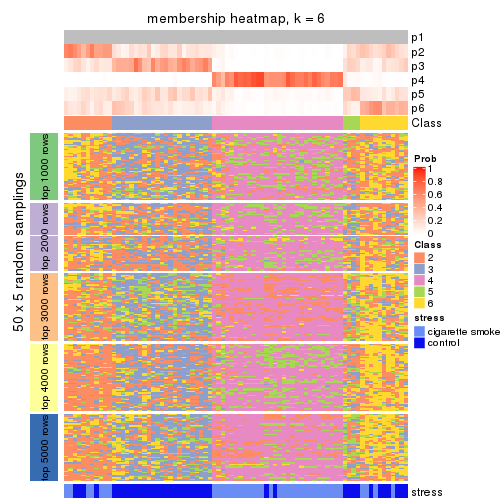 membership heatmap, k = 6
p1
p2
p3
p4
p5
p6
Class
50 x 5 random samplings
top 1000 rows
top 2000 rows
top 3000 rows
top 4000 rows
top 5000 rows
stress
Prob
1
0.8
0.6
0.4
0.2
0
Class
2
3
4
5
6
stress
cigarette smoke
control